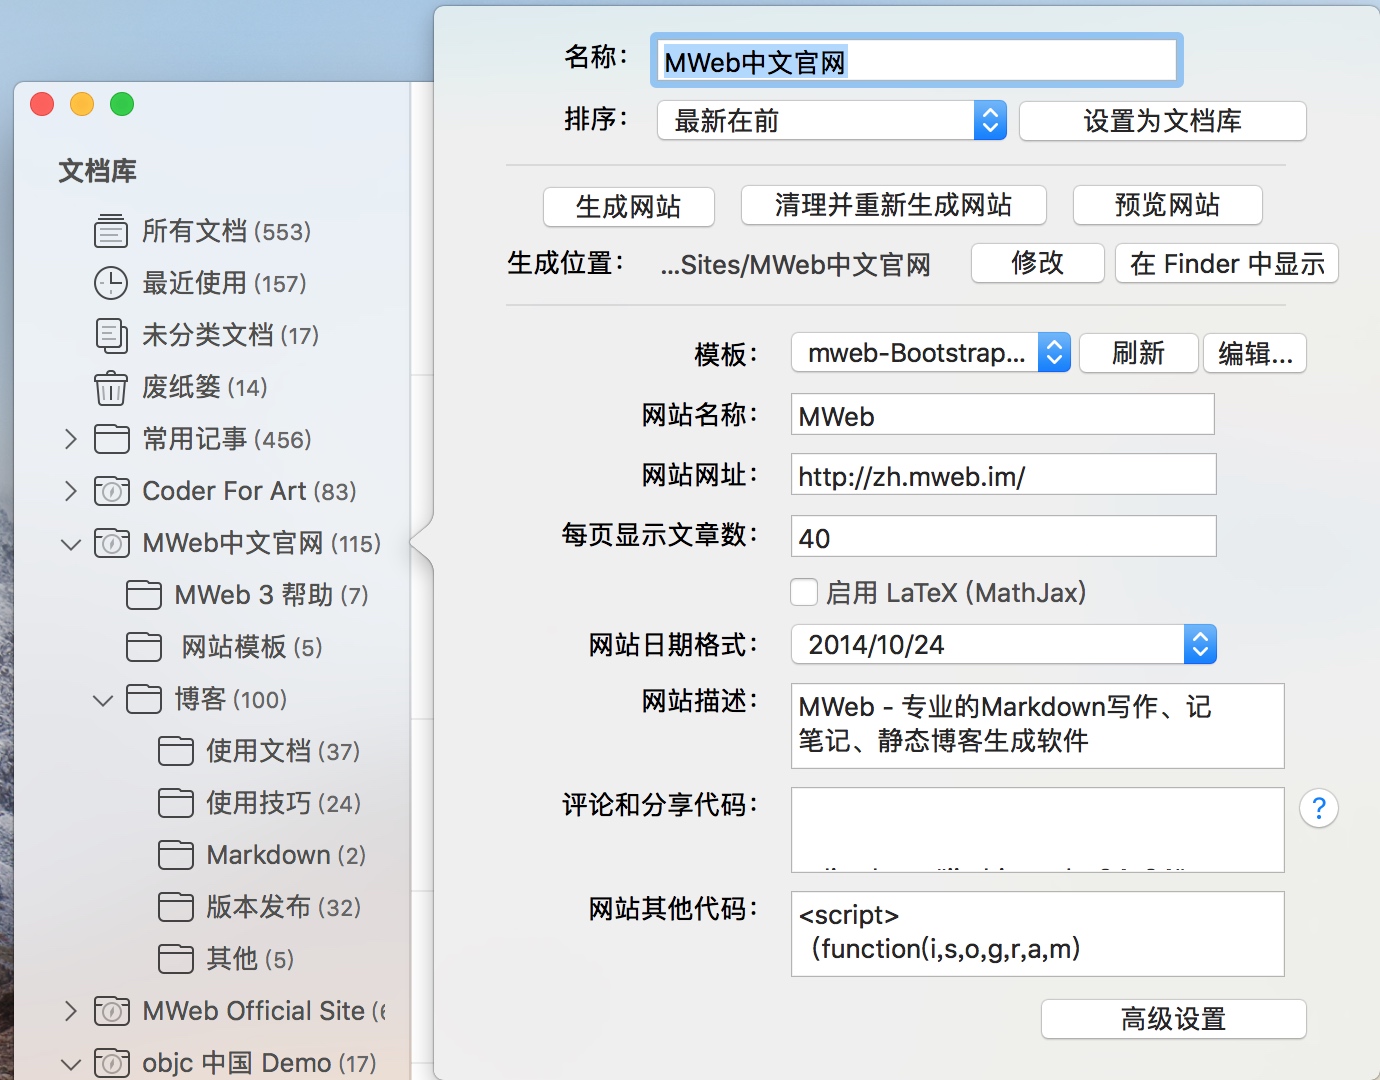 文档库
所有文档 (553)
最近使用 (157)
未分类文档 (17)
废纸篓 (14)
常用记事 (456)
Coder For Art (83)
MWeb中文官网 (115)
MWeb 3 帮助 (7)
网站模板 (5)
博客 (100)
使用文档 (37)
使用技巧 (24)
Markdown (2)
版本发布 (32)
其他 (5)
MWeb Official Site
objc 中国 Demo (17)
名称: MWeb中文官网
排序: 最新在前 设置为文档库
生成网站 清理并重新生成网站 预览网站
生成位置: ...Sites/MWeb中文官网 修改 在 Finder 中显示
模板: mweb-Bootstrap... 刷新 编辑...
网站名称: MWeb
网站网址: http://zh.mweb.im/
每页显示文章数: 40
启用 LaTeX (MathJax)
网站日期格式: 2014/10/24
网站描述: MWeb - 专业的Markdown写作、记
笔记、静态博客生成软件
评论和分享代码: ?
网站其他代码: <script>
(function(i,s,o,g,r,a,m)
高级设置